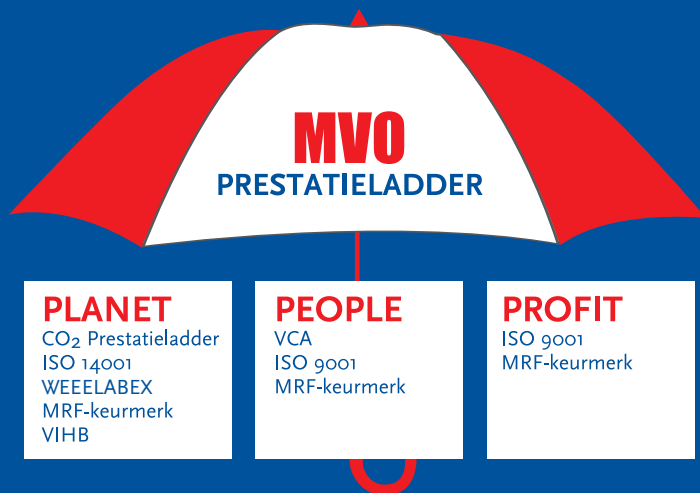 MVO
PRESTATIELADDER
PLANET
CO2 Prestatieladder
ISO 14001
WEEELABEX
MRF-keurmerk
VIHB
PEOPLE
VCA
ISO 9001
MRF-keurmerk
PROFIT
ISO 9001
MRF-keurmerk